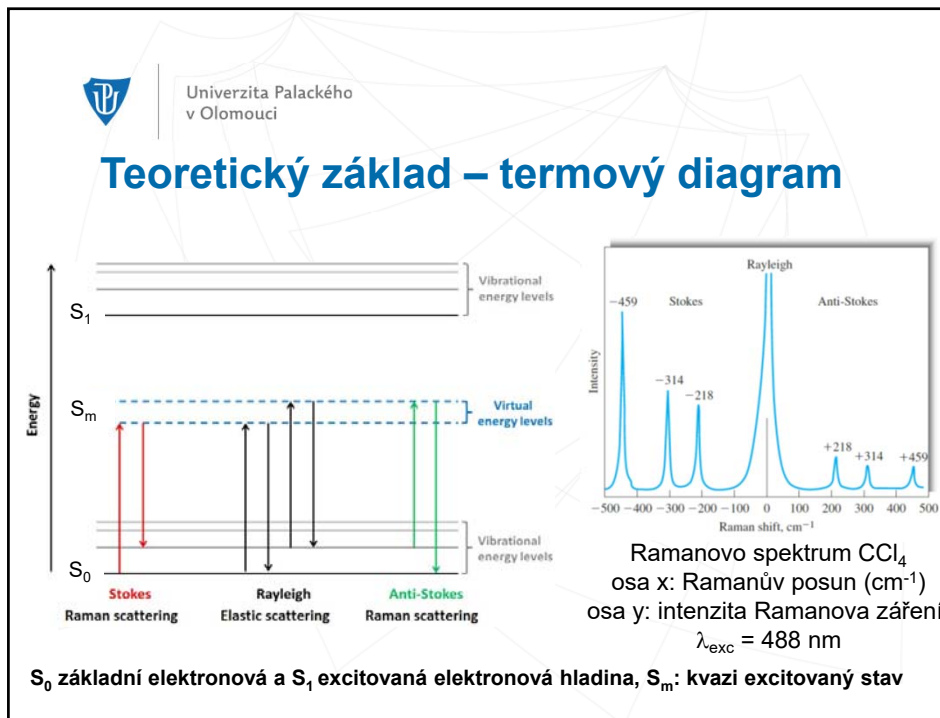 Univerzita Palackého
v Olomouci
Teoretický základ – termový diagram
Energy
S₁
Vibrational
energy levels
Sₘ
Virtual
energy levels
Vibrational
energy levels
S₀
Stokes
Raman scattering
Rayleigh
Elastic scattering
Anti-Stokes
Raman scattering
Rayleigh
−459
Stokes
Anti-Stokes
−314
−218
+218
+314
+459
Intensity
−500 −400 −300 −200 −100 0 100 200 300 400 500
Raman shift, cm⁻¹
Ramanovo spektrum CCl₄
osa x: Ramanův posun (cm⁻¹)
osa y: intenzita Ramanova záření
λexc = 488 nm
S₀ základní elektronová a S₁ excitovaná elektronová hladina, Sₘ: kvazi excitovaný stav